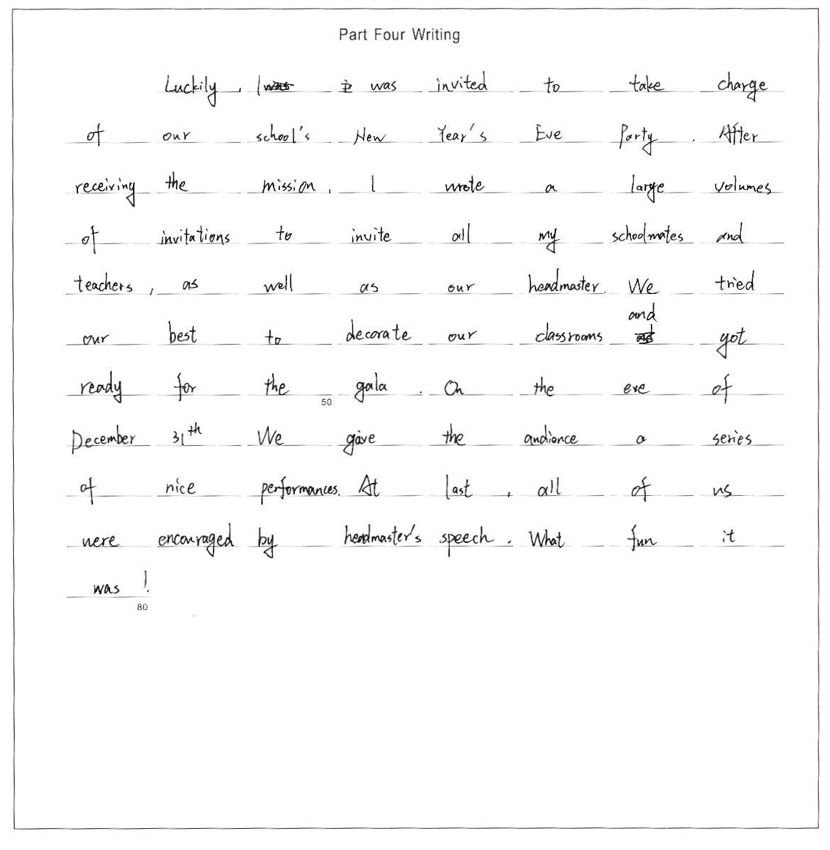 Part Four Writing
Luckily, I was invited to take charge
of our school's New Year's Eve Party. After
receiving the mission, I wrote a large volumes
of invitations to invite all my schoolmates and
teachers, as well as our headmaster. We tried
our best to decorate our classrooms and got
ready for the gala. On the eve of
50
December 31th We gave the audience a series
of nice performances. At last, all of us
were encouraged by headmaster's speech. What fun it
was!
80